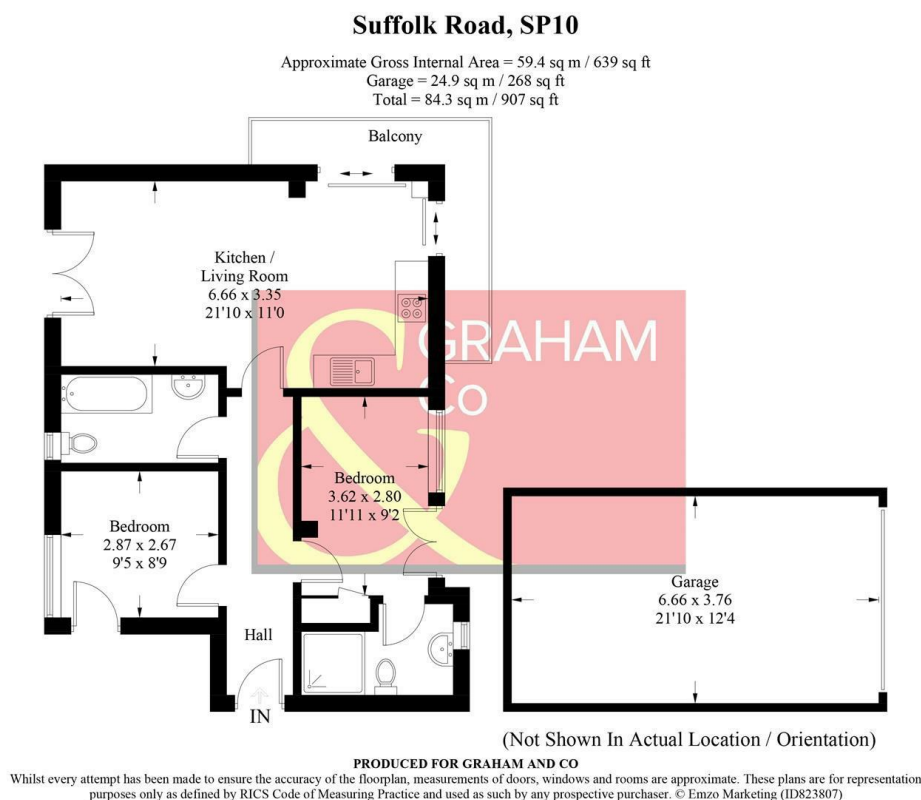 Suffolk Road, SP10
Approximate Gross Internal Area = 59.4 sq m / 639 sq ft
Garage = 24.9 sq m / 268 sq ft
Total = 84.3 sq m / 907 sq ft
Balcony
Kitchen /
Living Room
6.66 x 3.35
21'10 x 11'0
GRAHAM
& Co
Bedroom
3.62 x 2.80
11'11 x 9'2
Bedroom
2.87 x 2.67
9'5 x 8'9
Garage
6.66 x 3.76
21'10 x 12'4
Hall
IN
(Not Shown In Actual Location / Orientation)
PRODUCED FOR GRAHAM AND CO
Whilst every attempt has been made to ensure the accuracy of the floorplan, measurements of doors, windows and rooms are approximate. These plans are for representation
purposes only as defined by RICS Code of Measuring Practice and used as such by any prospective purchaser. © Emzo Marketing (ID823807)